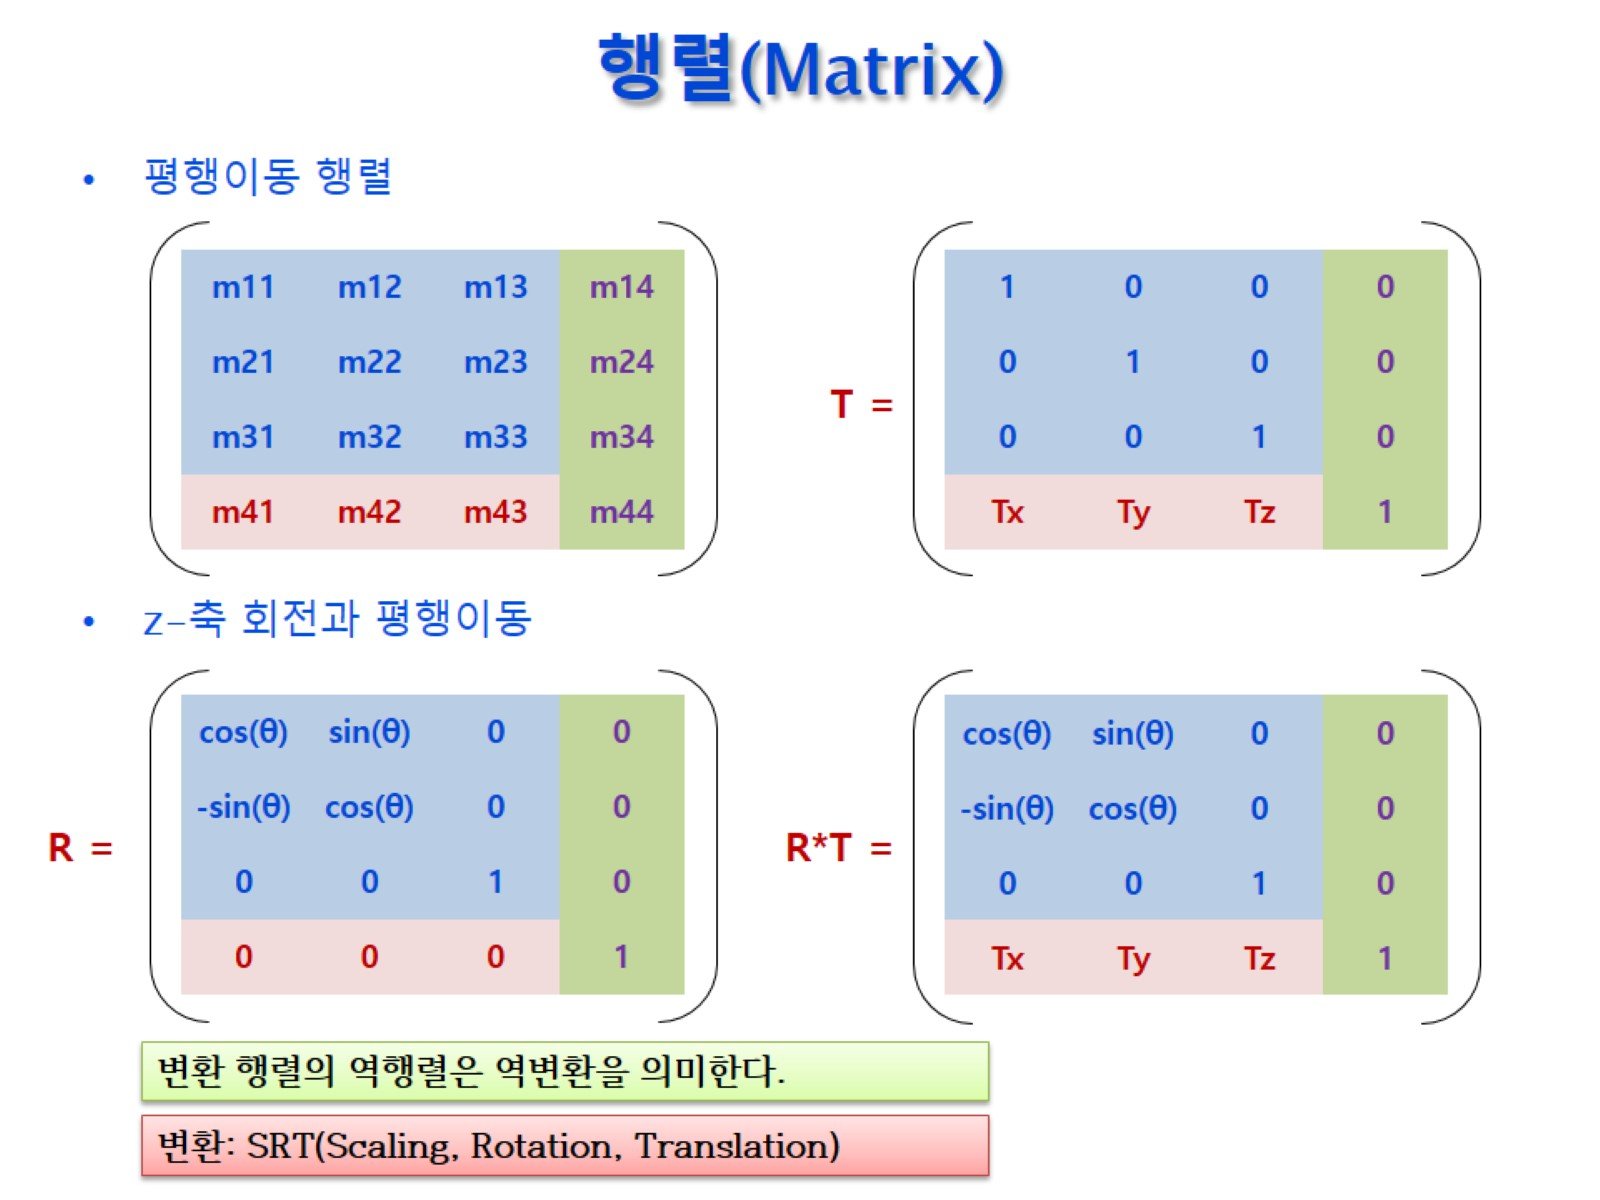 행렬(Matrix)
• 평행이동 행렬
m11 m12 m13 m14
m21 m22 m23 m24
m31 m32 m33 m34
m41 m42 m43 m44
T =
1 0 0 0
0 1 0 0
0 0 1 0
Tx Ty Tz 1
• z-축 회전과 평행이동
R =
cos(θ) sin(θ) 0 0
-sin(θ) cos(θ) 0 0
0 0 1 0
0 0 0 1
R*T =
cos(θ) sin(θ) 0 0
-sin(θ) cos(θ) 0 0
0 0 1 0
Tx Ty Tz 1
변환 행렬의 역행렬은 역변환을 의미한다.
변환: SRT(Scaling, Rotation, Translation)